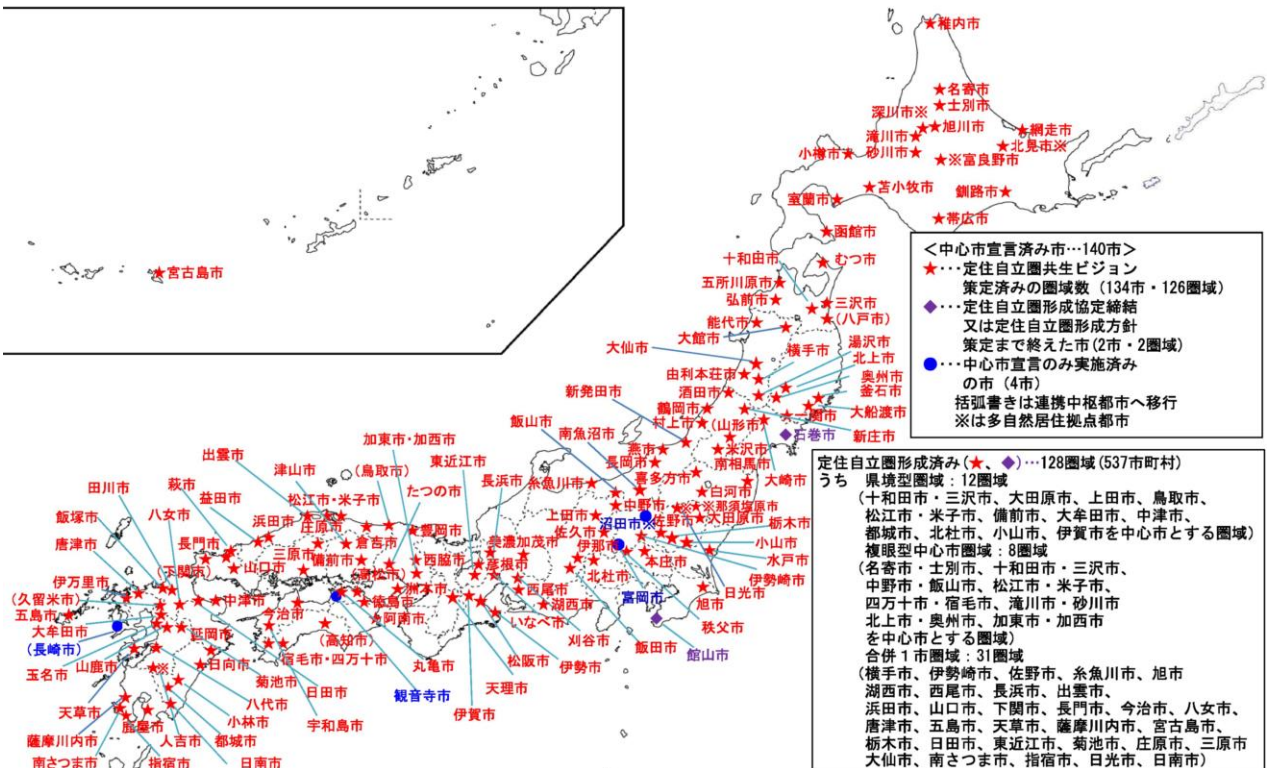 稚内市
名寄市
士別市
深川市※
旭川市
網走市
滝川市
北見市※
小樽市
砂川市
※富良野市
苫小牧市
釧路市
室蘭市
帯広市
函館市
宮古島市
十和田市
むつ市
五所川原市
弘前市
三沢市
(八戸市)
能代市
大館市
大仙市
横手市
湯沢市
北上市
由利本荘市
奥州市
釜石市
新発田市
酒田市
鶴岡市
一関市
大船渡市
村上市
(山形市)
石巻市
新庄市
飯山市
南魚沼市
燕市
米沢市
長岡市
南相馬市
大崎市
糸魚川市
喜多方市
白河市
中野市
※那須塩原市
上田市
沼田市※
佐野市
大田原市
栃木市
佐久市
小山市
伊那市
本庄市
水戸市
北杜市
伊勢崎市
日光市
富岡市
旭市
秩父市
館山市
飯田市
加東市・加西市
東近江市
出雲市
津山市
(鳥取市)
長浜市
萩市
松江市・米子市
たつの市
田川市
益田市
飯塚市
八女市
浜田市
庄原市
豊岡市
唐津市
長門市
三原市
倉吉市
美濃加茂市
備前市
西脇市
彦根市
伊万里市
(下関市)
山口市
(高松市)
洲本市
西尾市
(久留米市)
中津市
徳島市
湖西市
五島市
今治市
阿南市
いなべ市
大牟田市
延岡市
(高知市)
刈谷市
(長崎市)
宿毛市・四万十市
丸亀市
松阪市
伊勢市
玉名市
山鹿市
※
日向市
菊池市
日田市
観音寺市
天理市
天草市
八代市
小林市
宇和島市
伊賀市
鹿屋市
薩摩川内市
人吉市
都城市
南さつま市
指宿市
日南市
＜中心市宣言済み市…140市＞
★･･･定住自立圏共生ビジョン
策定済みの圏域数（134市・126圏域）
◆･･･定住自立圏形成協定締結
又は定住自立圏形成方針
策定まで終えた市(2市・2圏域)
●･･･中心市宣言のみ実施済み
の市（4市）
括弧書きは連携中枢都市へ移行
※は多自然居住拠点都市
定住自立圏形成済み(★、◆)…128圏域(537市町村)
うち　県境型圏域：12圏域
（十和田市・三沢市、大田原市、上田市、鳥取市、
松江市・米子市、備前市、大牟田市、中津市、
都城市、北杜市、小山市、伊賀市を中心市とする圏域）
複眼型中心市圏域：8圏域
（名寄市・士別市、十和田市・三沢市、
中野市・飯山市、松江市・米子市、
四万十市・宿毛市、滝川市・砂川市
北上市・奥州市、加東市・加西市
を中心市とする圏域）
合併１市圏域：31圏域
（横手市、伊勢崎市、佐野市、糸魚川市、旭市
湖西市、西尾市、長浜市、出雲市、
浜田市、山口市、下関市、長門市、今治市、八女市、
唐津市、五島市、天草市、薩摩川内市、宮古島市、
栃木市、日田市、東近江市、菊池市、庄原市、三原市
大仙市、南さつま市、指宿市、日光市、日南市）